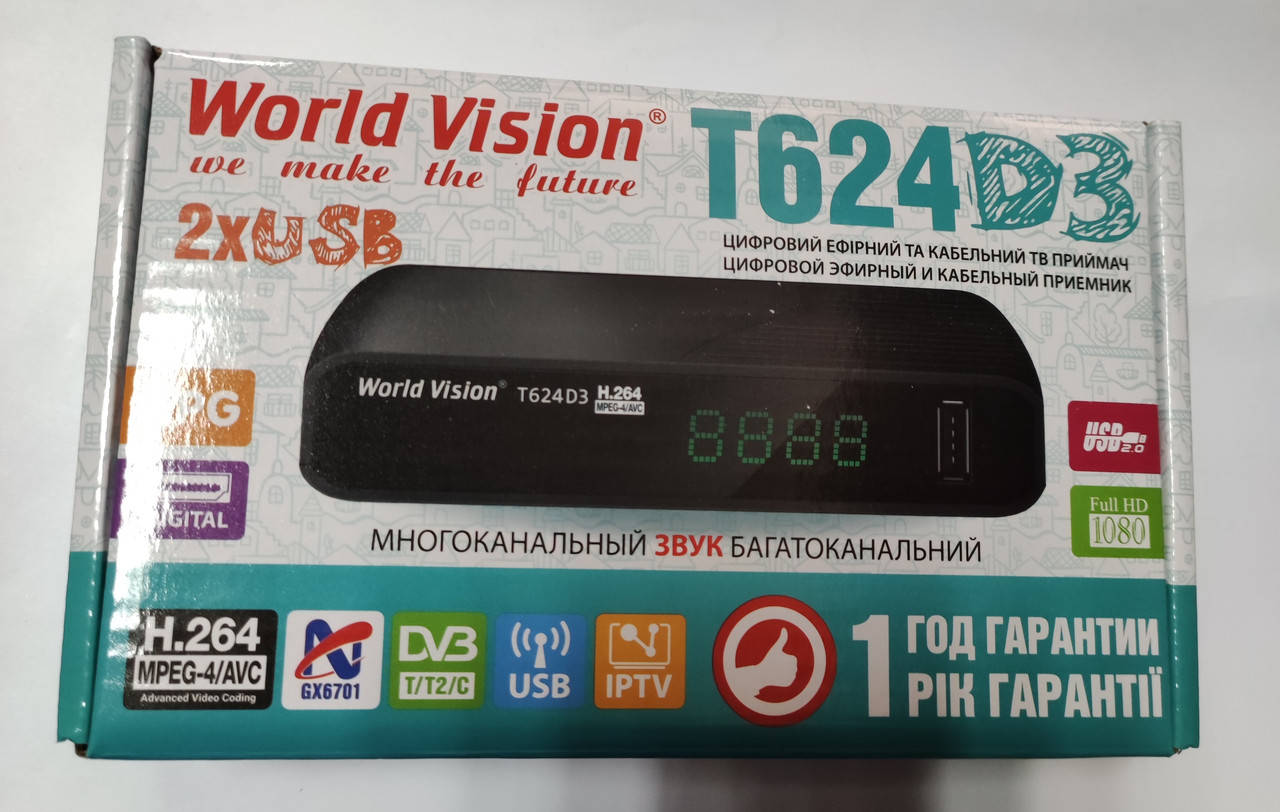 World Vision®
we make the future
T624D3
2xUSB
ЦИФРОВИЙ ЕФІРНИЙ ТА КАБЕЛЬНИЙ ТВ ПРИЙМАЧ
ЦИФРОВОЙ ЭФИРНЫЙ И КАБЕЛЬНЫЙ ПРИЕМНИК
World Vision® T624D3 H.264
MPEG-4/AVC
8888
USB
2.0
DIGITAL
Full HD
1080
МНОГОКАНАЛЬНЫЙ ЗВУК БАГАТОКАНАЛЬНИЙ
H.264
MPEG-4/AVC
Advanced Video Coding
GX6701
DVB
T/T2/C
USB
IPTV
1 ГОД ГАРАНТИИ
РІК ГАРАНТІЇ